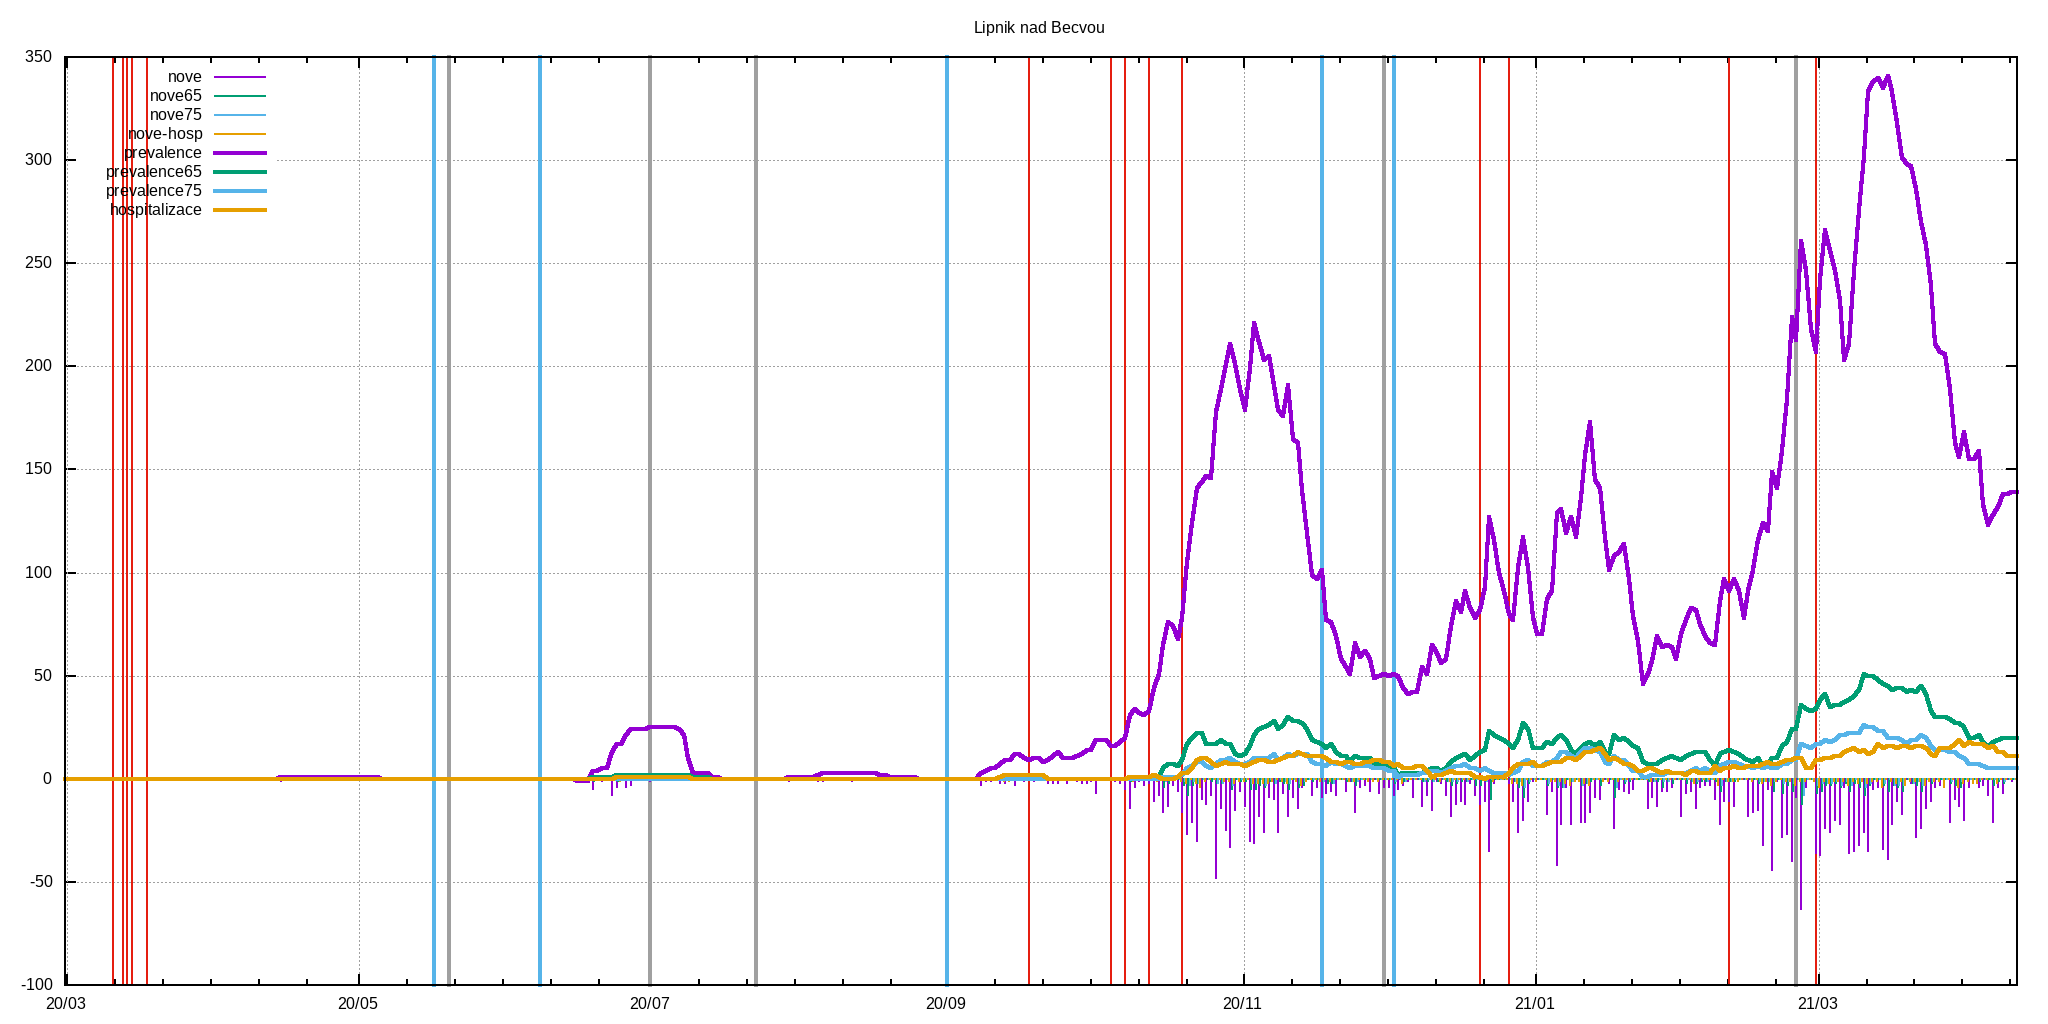 Lipnik nad Becvou
350
300
250
200
150
100
50
0
-50
-100
nove
nove65
nove75
nove-hosp
prevalence
prevalence65
prevalence75
hospitalizace
20/03 20/05 20/07 20/09 20/11 21/01 21/03